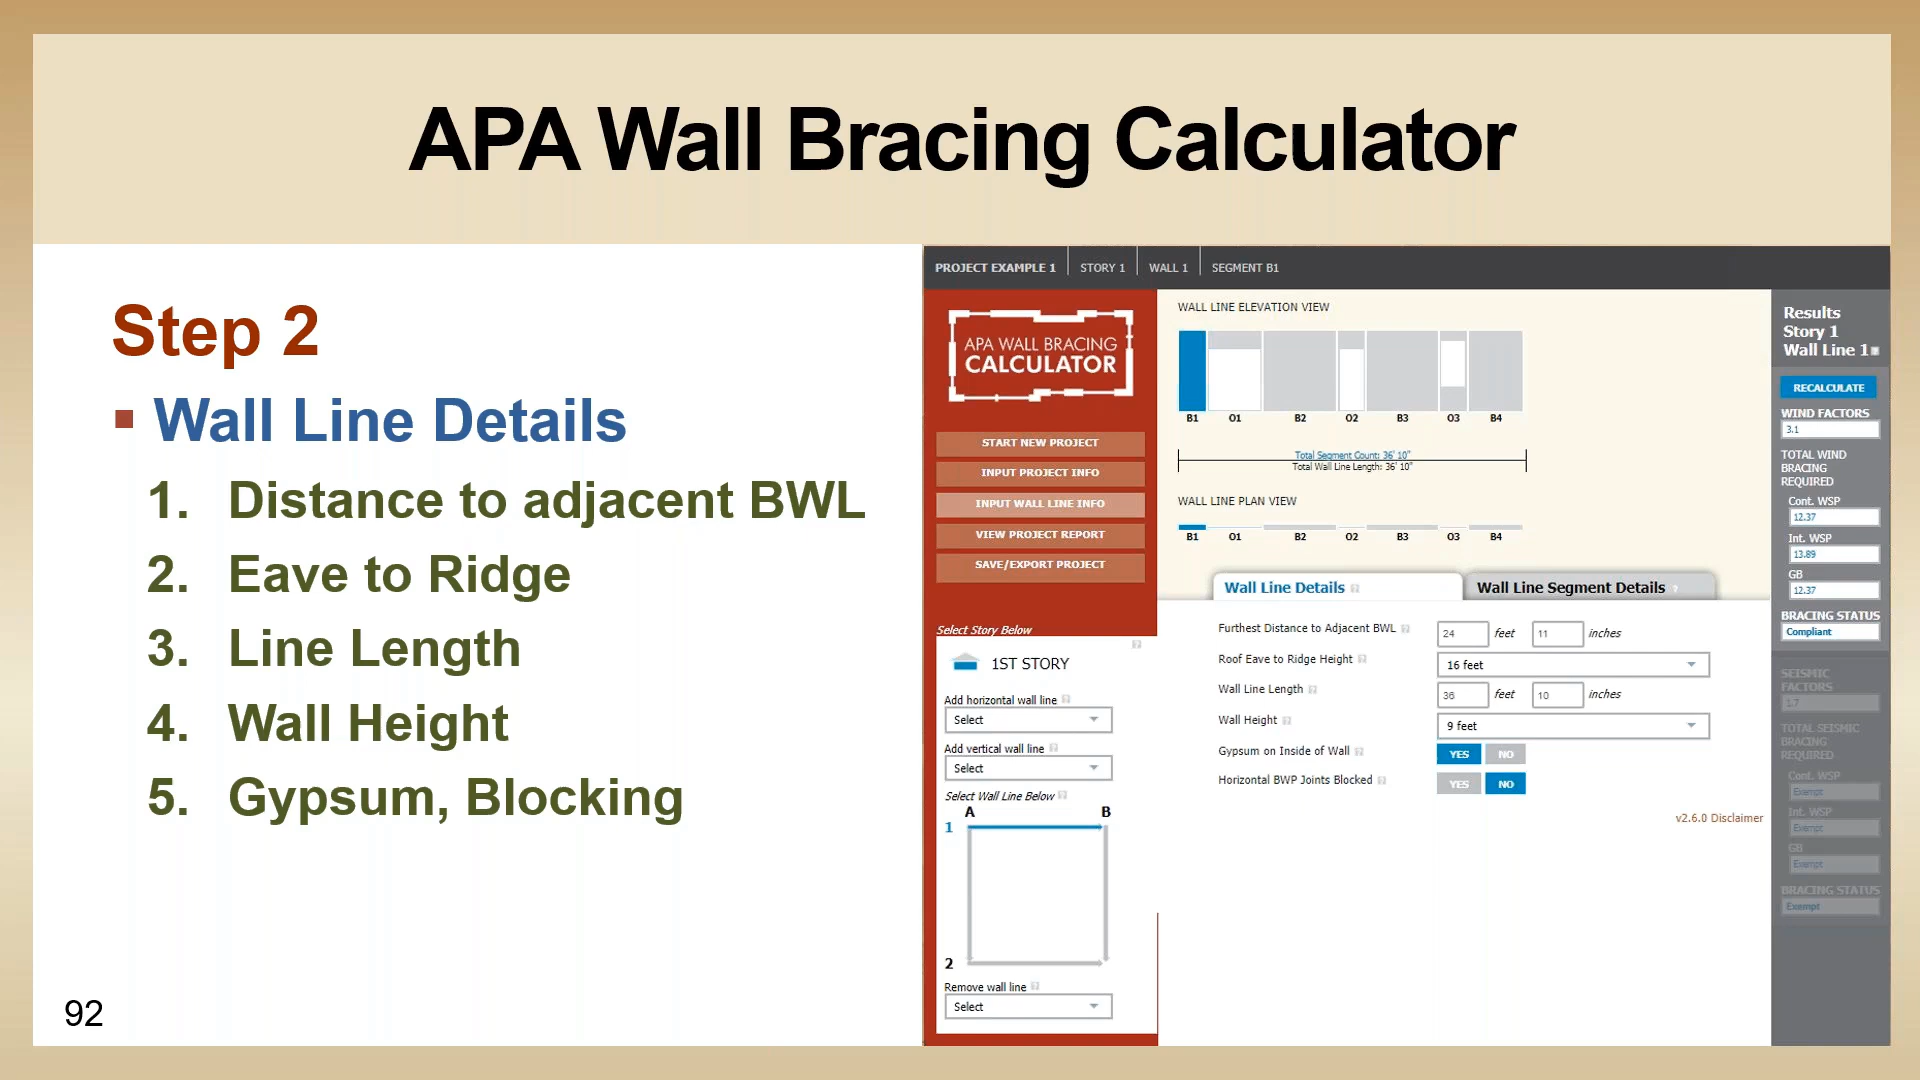 APA Wall Bracing Calculator
Step 2
Wall Line Details
1. Distance to adjacent BWL
2. Eave to Ridge
3. Line Length
4. Wall Height
5. Gypsum, Blocking
92
PROJECT EXAMPLE 1 STORY 1 WALL 1 SEGMENT B1
APA WALL BRACING
CALCULATOR
START NEW PROJECT
INPUT PROJECT INFO
INPUT WALL LINE INFO
VIEW PROJECT REPORT
SAVE/EXPORT PROJECT
Select Story Below
1ST STORY
Add horizontal wall line
Select
Add vertical wall line
Select
Select Wall Line Below
A B
1
2
Remove wall line
Select
WALL LINE ELEVATION VIEW
B1 O1 B2 O2 B3 O3 B4
Total Segment Count: 36' 10"
Total Wall Line Length: 36' 10"
WALL LINE PLAN VIEW
B1 O1 B2 O2 B3 O3 B4
Wall Line Details Wall Line Segment Details
Furthest Distance to Adjacent BWL 24 feet 11 inches
Roof Eave to Ridge Height 16 feet
Wall Line Length 36 feet 10 inches
Wall Height 9 feet
Gypsum on Inside of Wall YES NO
Horizontal BWP Joints Blocked YES NO
v2.6.0 Disclaimer
Results
Story 1
Wall Line 1
RECALCULATE
WIND FACTORS
3.1
TOTAL WIND
BRACING
REQUIRED
Cont. WSP
12.37
Int. WSP
13.89
GB
12.37
BRACING STATUS
Compliant
SEISMIC
FACTORS
1.7
TOTAL SEISMIC
BRACING
REQUIRED
Cont. WSP
Exempt
Int. WSP
Exempt
GB
Exempt
BRACING STATUS
Exempt